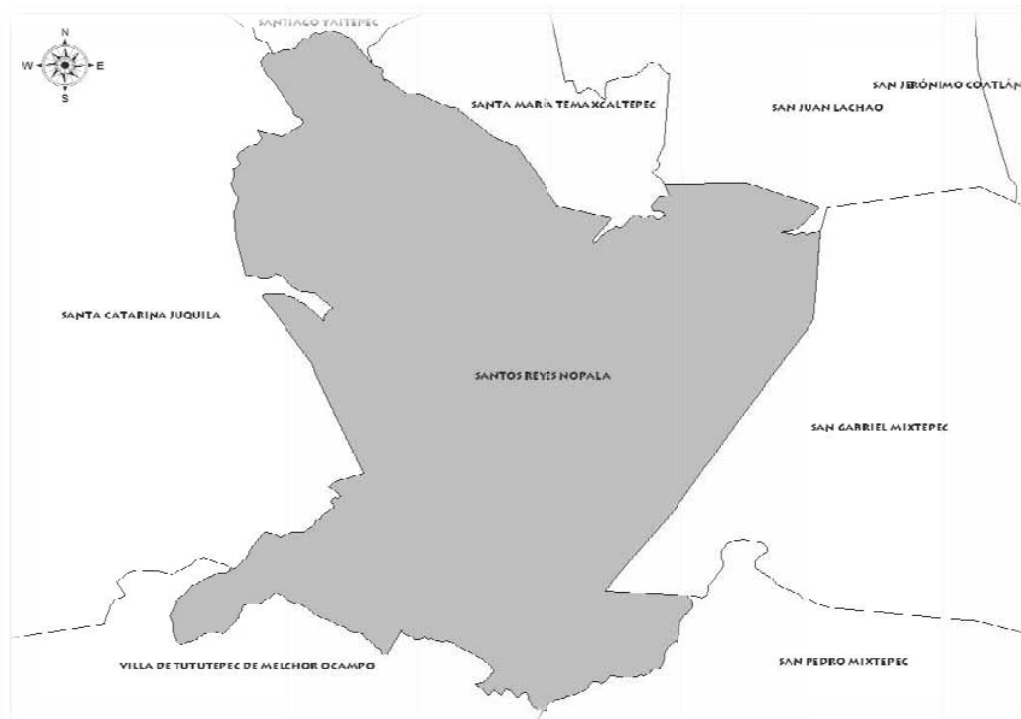 SANTIAGO YAITEPEC
N
W E
S
SANTA MARÍA TEMAXCALTEPEC
SAN JERÓNIMO COATLÁN
SAN JUAN LACHAO
SANTA CATARINA JUQUILA
SANTOS REYES NOPALA
SAN GABRIEL MIXTEPEC
VILLA DE TUTUTEPEC DE MELCHOR OCAMPO
SAN PEDRO MIXTEPEC